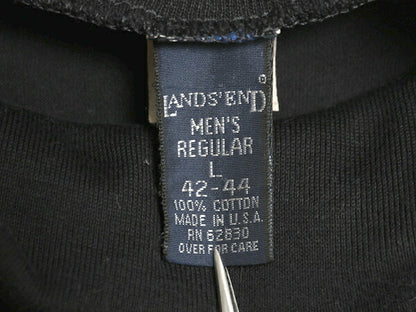 LANDS' END ®
MEN'S
REGULAR
L
42-44
100% COTTON
MADE IN U.S.A.
RN 62830
OVER FOR CARE